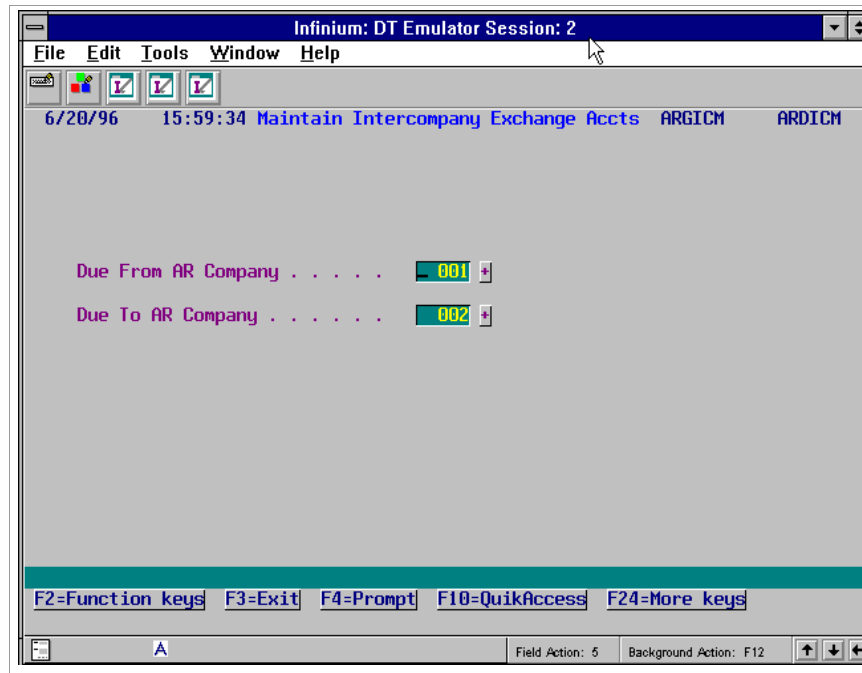 Infinium: DT Emulator Session: 2
File Edit Tools Window Help
6/20/96 15:59:34 Maintain Intercompany Exchange Accts ARGICM ARDICM
Due From AR Company . . . . . 001 +
Due To AR Company . . . . . . 002 +
F2=Function keys F3=Exit F4=Prompt F10=QuikAccess F24=More keys
A Field Action: 5 Background Action: F12